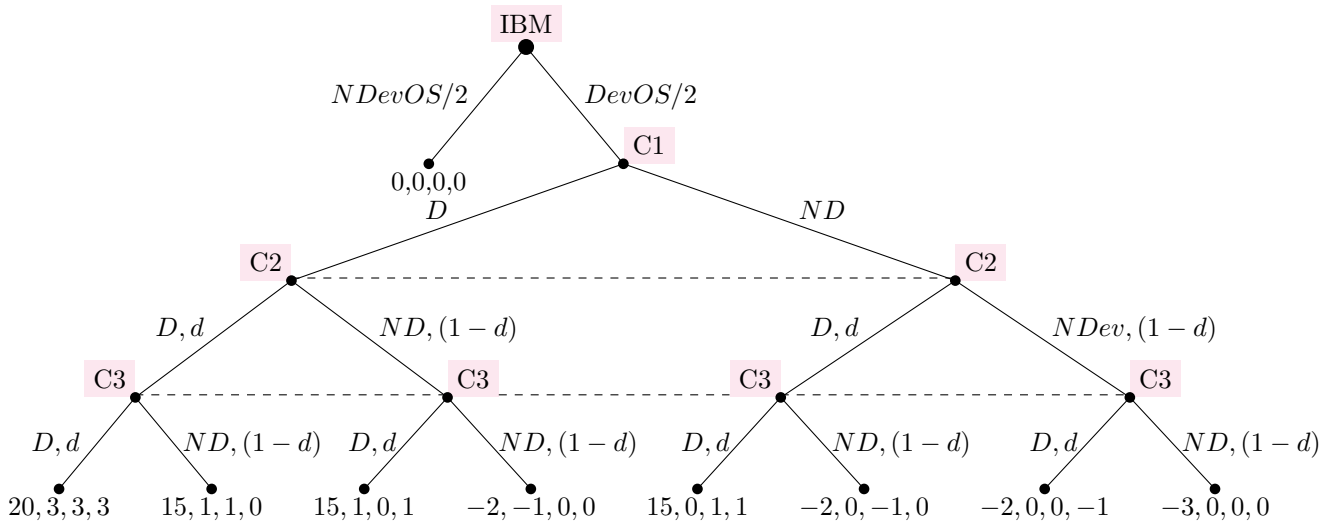 IBM
NDevOS/2 DevOS/2
C1
0,0,0,0
D ND
C2 C2
D, d ND, (1 − d) D, d NDev, (1 − d)
C3 C3 C3 C3
D, d ND, (1 − d) D, d ND, (1 − d) D, d ND, (1 − d) D, d ND, (1 − d)
20, 3, 3, 3 15, 1, 1, 0 15, 1, 0, 1 −2, −1, 0, 0 15, 0, 1, 1 −2, 0, −1, 0 −2, 0, 0, −1 −3, 0, 0, 0